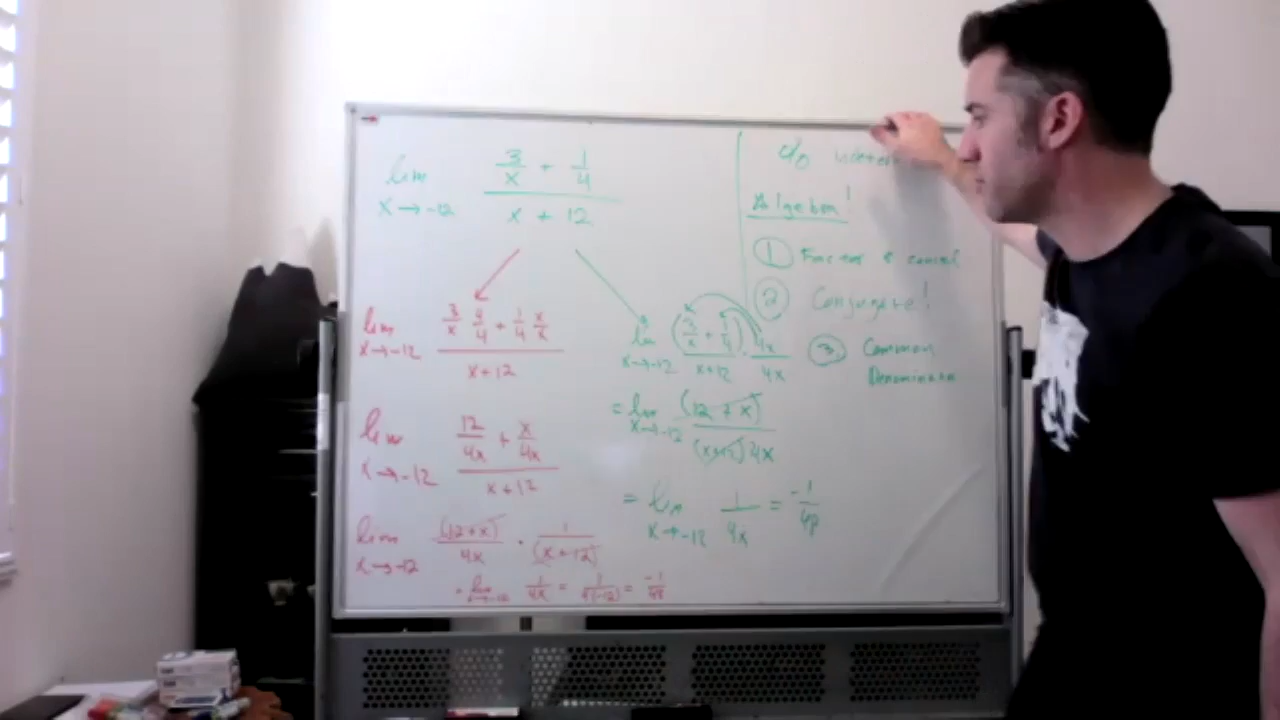 lim x→-12 (3/x + 1/4)/(x + 12)
lim x→-12 (3/x 4/4 + 1/4 x/x)/(x+12)
lim x→-12 (12/4x + x/4x)/(x+12)
lim x→-12 (12+x)/4x · 1/(x+12)
= lim x→-12 1/4x = 1/4(-12) = -1/48
lim x→-12 (3/x + 1/4)/(x+12) · 4x/4x
= lim x→-12 (12+x)/(x+12)4x
= lim x→-12 1/4x = -1/48
0/0
Algebra!
1 Factor & cancel
2 Conjugate!
3 Common
Denominator